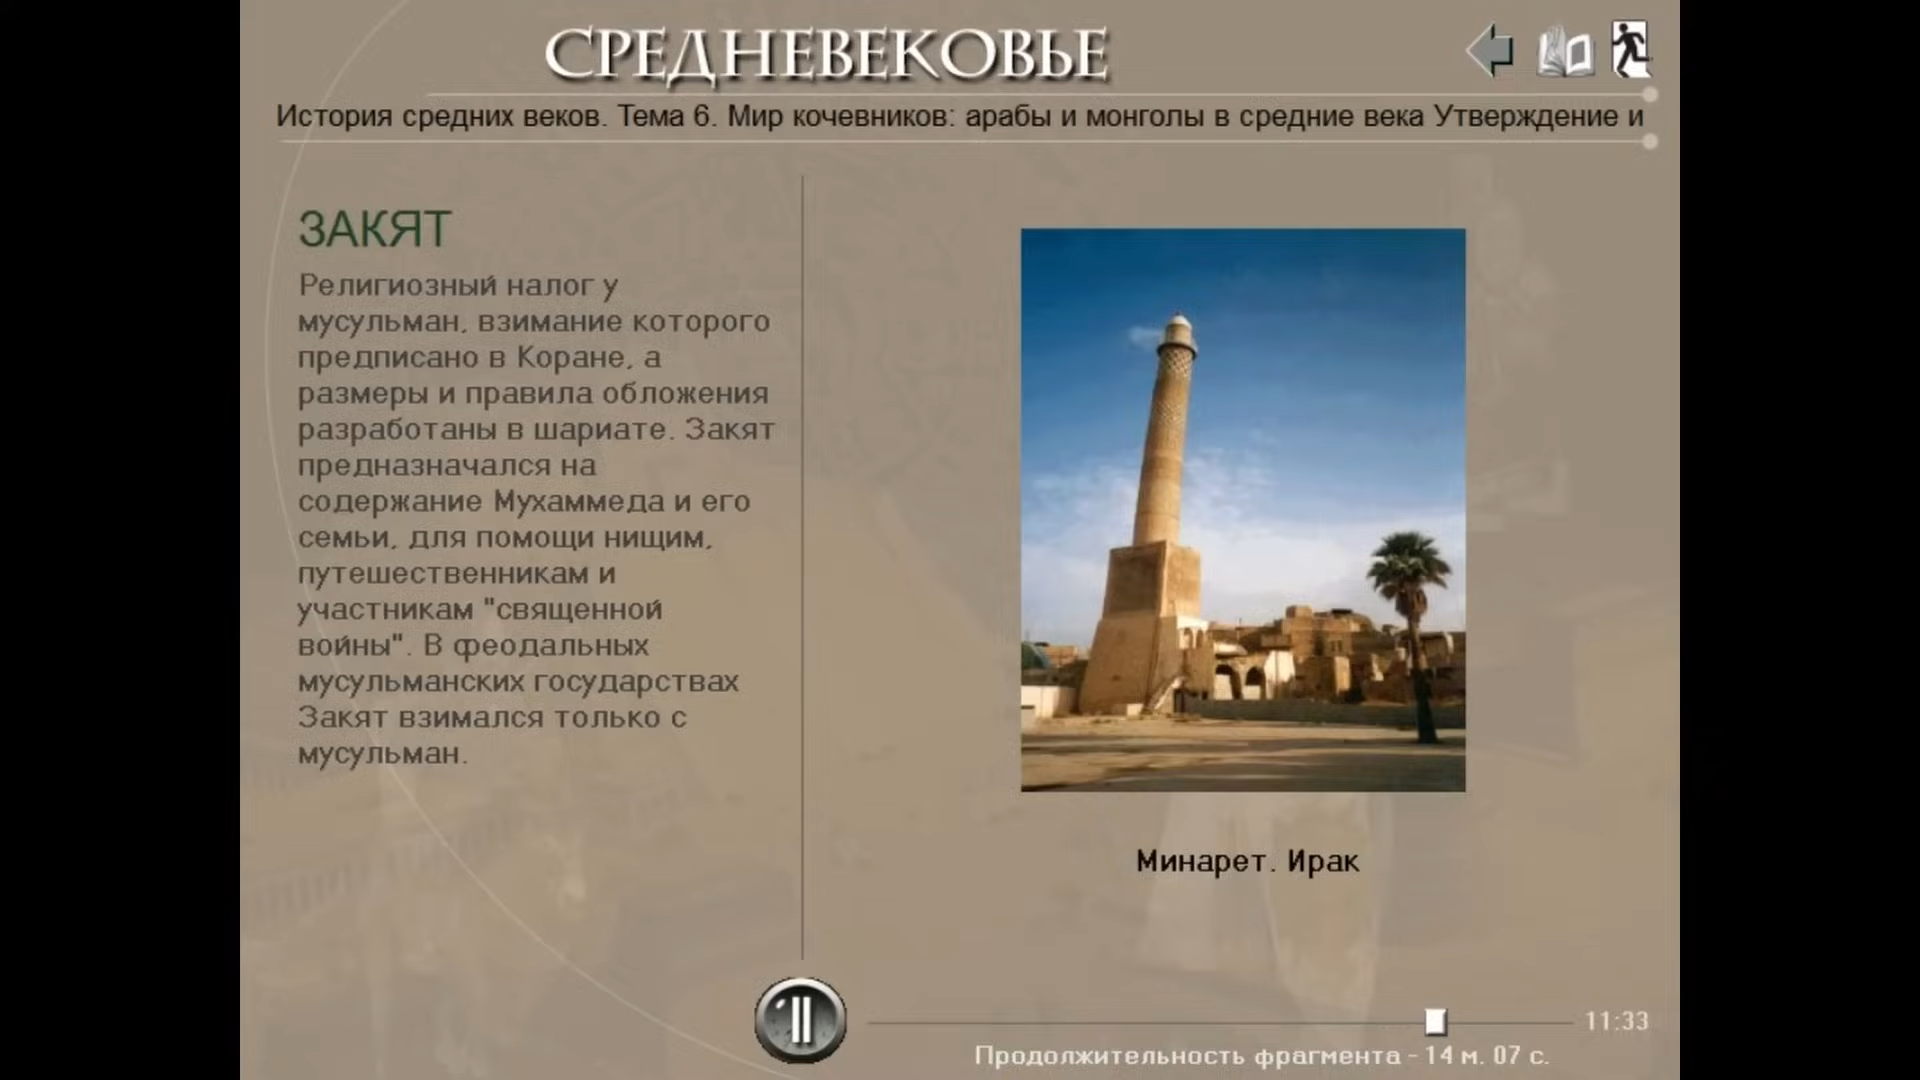 СРЕДНЕВЕКОВЬЕ
История средних веков. Тема 6. Мир кочевников: арабы и монголы в средние века Утверждение и
ЗАКЯТ
Религиозный налог у
мусульман, взимание которого
предписано в Коране, а
размеры и правила обложения
разработаны в шариате. Закят
предназначался на
содержание Мухаммеда и его
семьи, для помощи нищим,
путешественникам и
участникам "священной
войны". В феодальных
мусульманских государствах
Закят взимался только с
мусульман.
Минарет. Ирак
11:33
Продолжительность фрагмента - 14 м. 07 с.